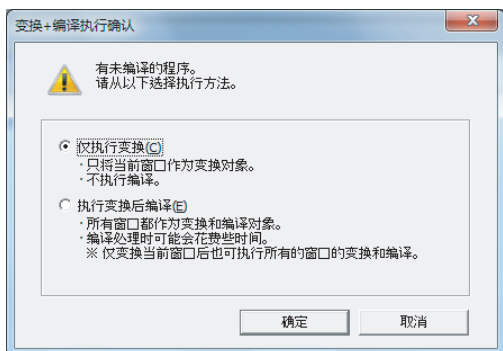 变换+编译执行确认
有未编译的程序。
请从以下选择执行方法。
仅执行变换(C)
·只将当前窗口作为变换对象。
·不执行编译。
执行变换后编译(E)
·所有窗口都作为变换和编译对象。
·编译处理时可能会花费些时间。
※ 仅变换当前窗口后也可执行所有的窗口的变换和编译。
确定
取消